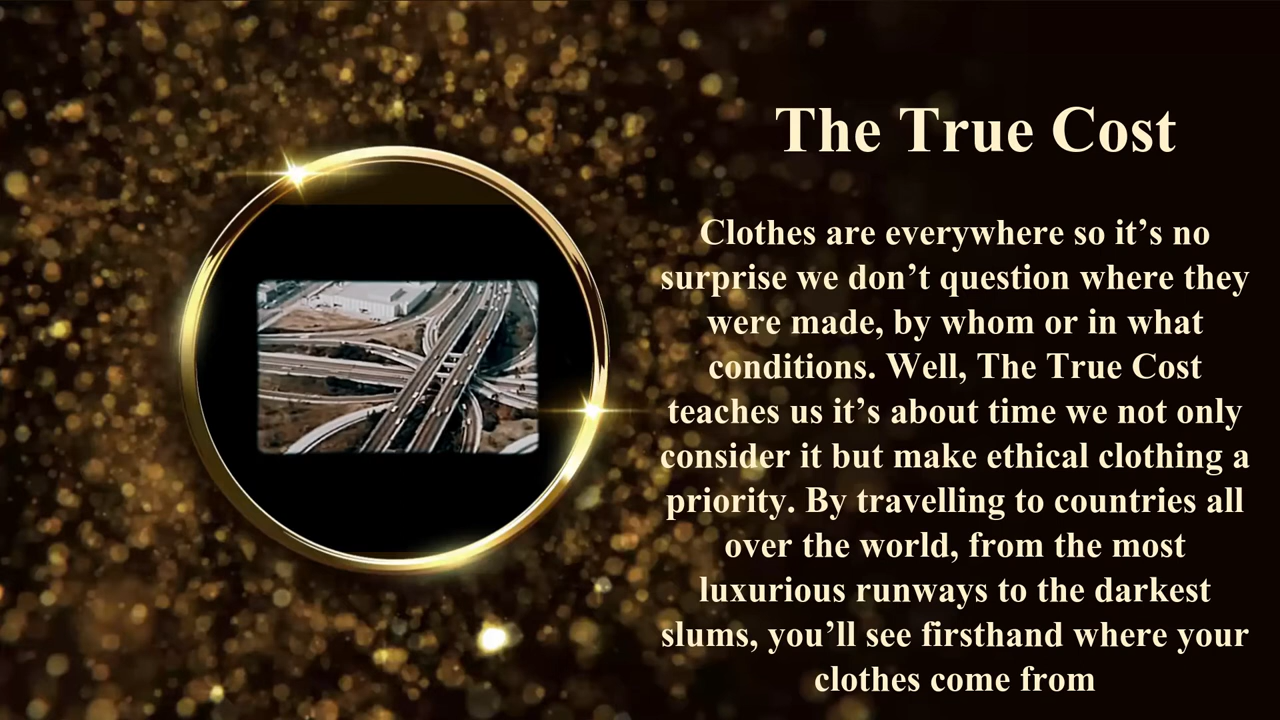 The True Cost
Clothes are everywhere so it’s no
surprise we don’t question where they
were made, by whom or in what
conditions. Well, The True Cost
teaches us it’s about time we not only
consider it but make ethical clothing a
priority. By travelling to countries all
over the world, from the most
luxurious runways to the darkest
slums, you’ll see firsthand where your
clothes come from